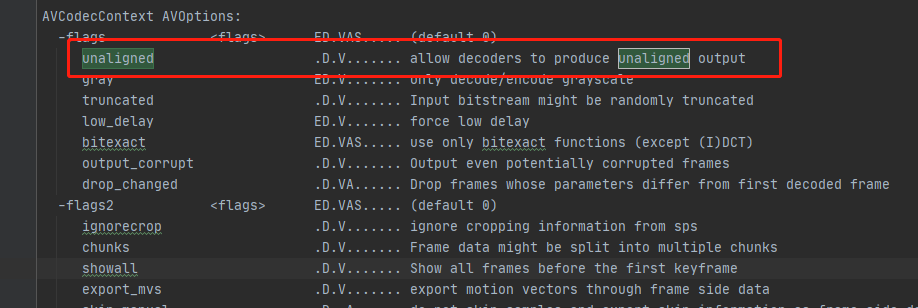 AVCodecContext AVOptions:
-flags <flags> ED.VAS..... (default 0)
unaligned .D.V....... allow decoders to produce unaligned output
gray ED.V....... only decode/encode grayscale
truncated .D.V....... Input bitstream might be randomly truncated
low_delay ED.V....... force low delay
bitexact ED.VAS..... use only bitexact functions (except (I)DCT)
output_corrupt .D.V....... Output even potentially corrupted frames
drop_changed .D.VA...... Drop frames whose parameters differ from first decoded frame
-flags2 <flags> ED.VAS..... (default 0)
ignorecrop .D.V....... ignore cropping information from sps
chunks .D.V....... Frame data might be split into multiple chunks
showall .D.V....... Show all frames before the first keyframe
export_mvs .D.V....... export motion vectors through frame side data